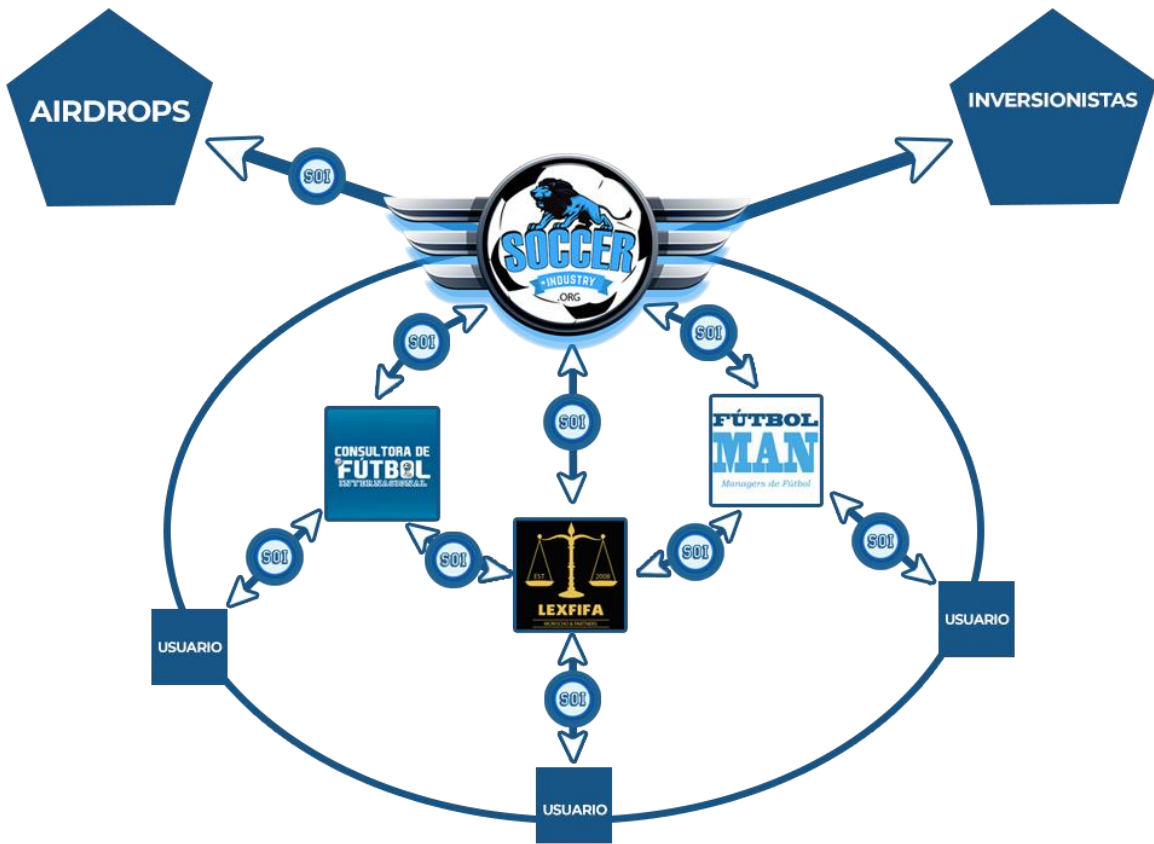 AIRDROPS
INVERSIONISTAS
SOI
SOCCER
INDUSTRY
.ORG
SOI
SOI
SOI
CONSULTORA DE
FÚTBOL
INTERNASIONAL
FÚTBOL
MAN
Managers de Fútbol
SOI
SOI
SOI
SOI
EST
2008
LEXFIFA
USUARIO
USUARIO
SOI
USUARIO